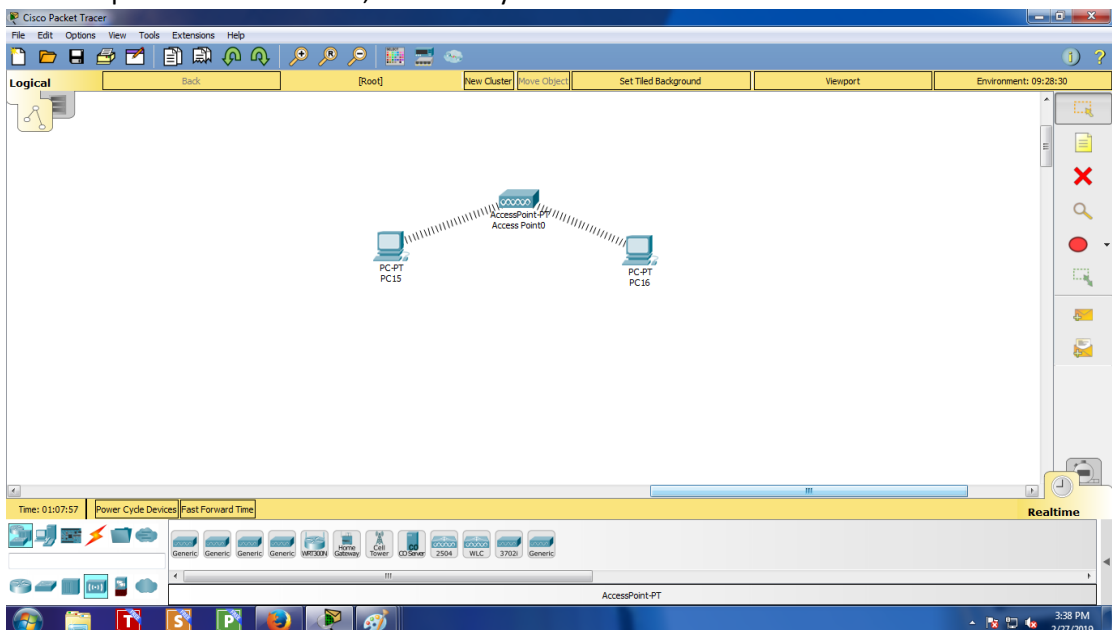 Cisco Packet Tracer
File Edit Options View Tools Extensions Help
Logical Back [Root] New Cluster Move Object Set Tiled Background Viewport Environment: 09:28:30
AccessPoint-PT
Access Point0
PC-PT
PC15
PC-PT
PC16
Time: 01:07:57 Power Cycle Devices Fast Forward Time Realtime
Generic Generic Generic Generic WRT300N Home Gateway Cell Tower CO Server 2504 WLC 3702i Generic
AccessPoint-PT
3:38 PM
2/27/2019